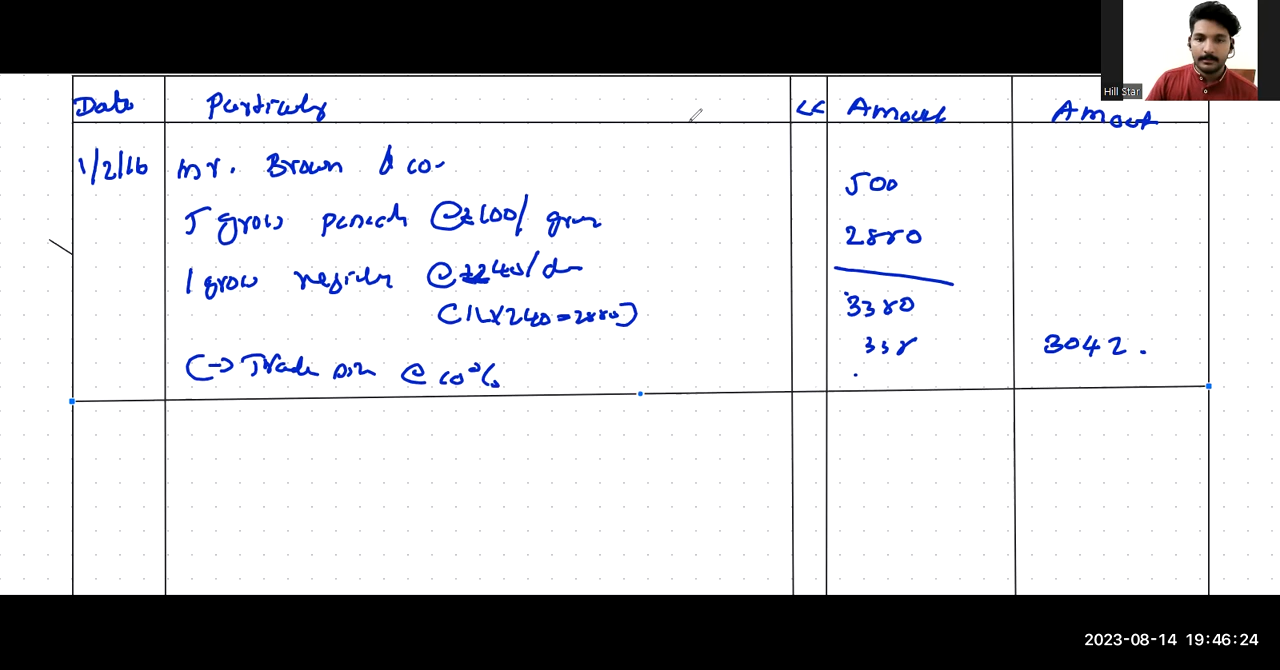 Hill Star
Date Particulars LF Amount Amount
1/2/16 Mr. Brown & co.
500
5 gross pencils @₹100/ gross
2880
1 gross register @₹240/dz
(12x240=2880)
3380
338 3042.
(-) Trade Dis @ 10%
2023-08-14 19:46:24